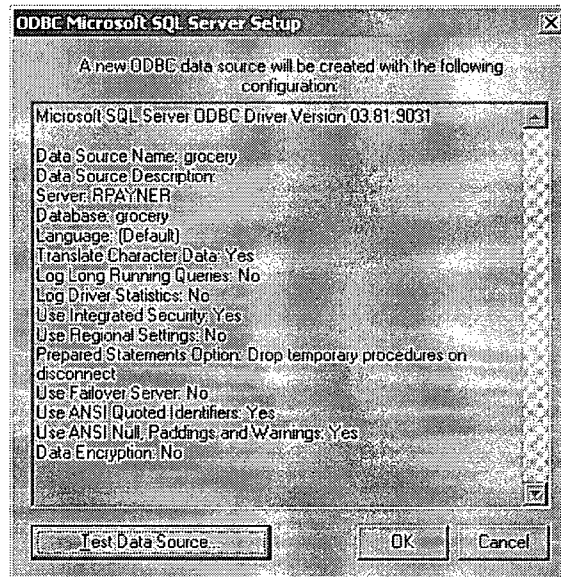 ODBC Microsoft SQL Server Setup
A new ODBC data source will be created with the following
configuration:
Microsoft SQL Server ODBC Driver Version 03.81.9031
Data Source Name: grocery
Data Source Description:
Server: RPAYNER
Database: grocery
Language: (Default)
Translate Character Data: Yes
Log Long Running Queries: No
Log Driver Statistics: No
Use Integrated Security: Yes
Use Regional Settings: No
Prepared Statements Option: Drop temporary procedures on
disconnect
Use Failover Server: No
Use ANSI Quoted Identifiers: Yes
Use ANSI Null, Paddings and Warnings: Yes
Data Encryption: No
Test Data Source...
OK
Cancel